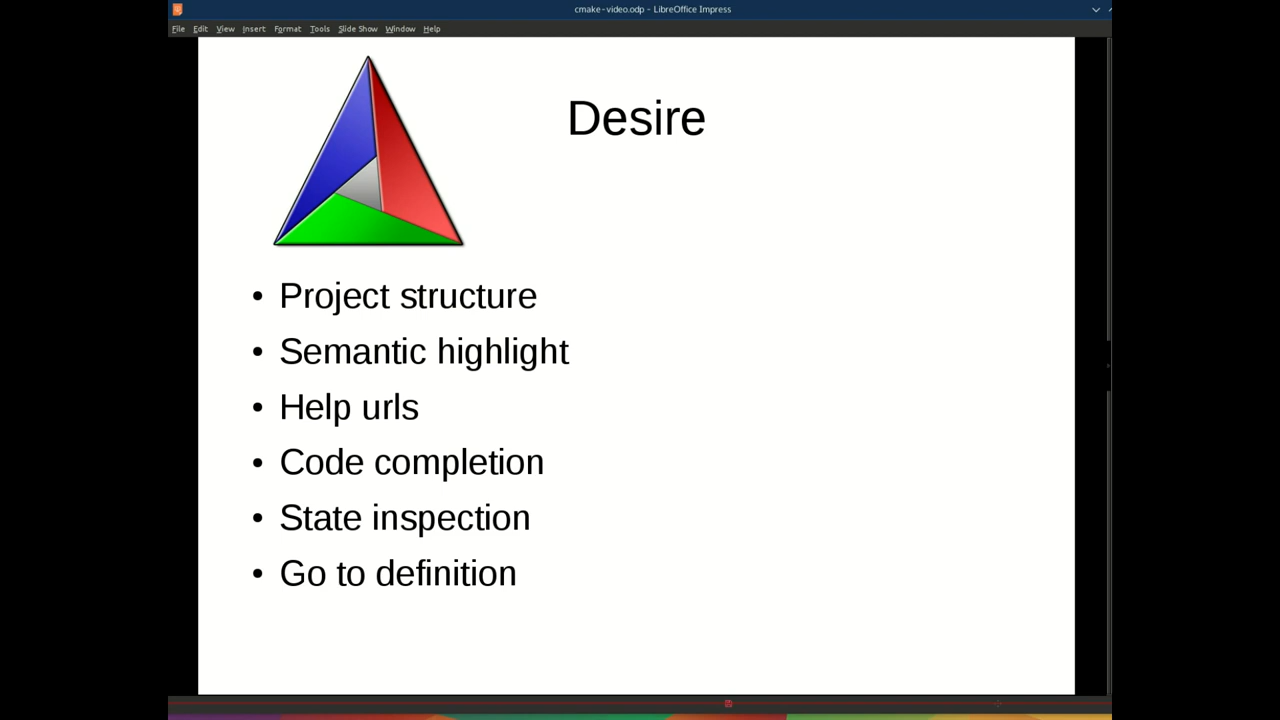 cmake-video.odp - LibreOffice Impress
File Edit View Insert Format Tools Slide Show Window Help
Desire
• Project structure
• Semantic highlight
• Help urls
• Code completion
• State inspection
• Go to definition